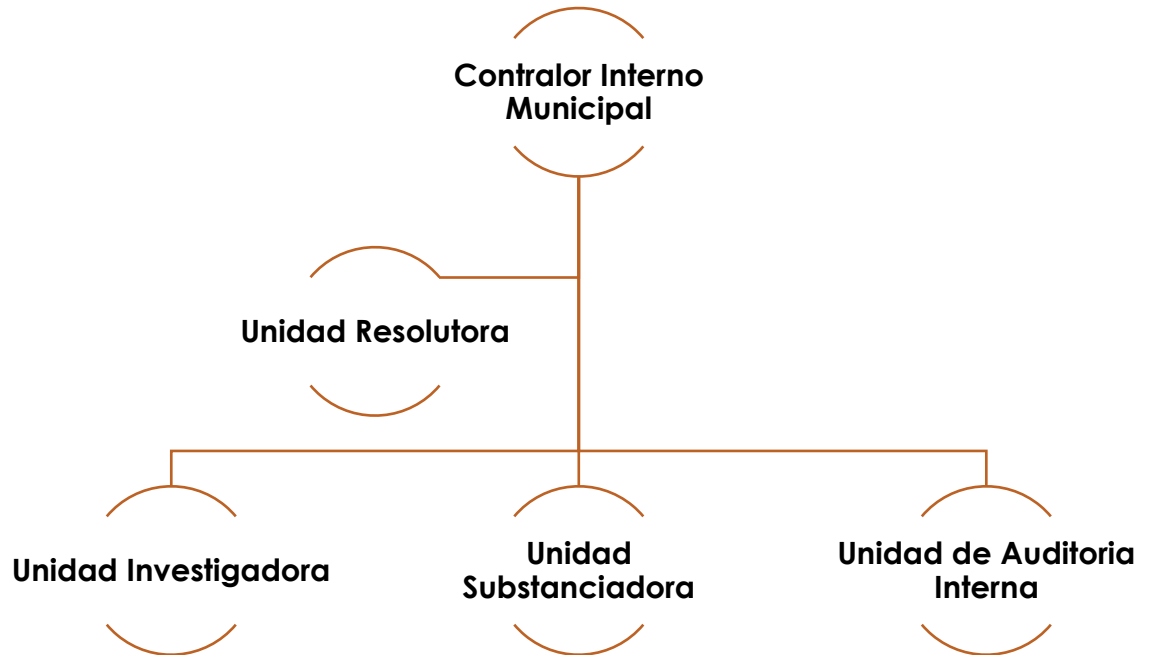 Contralor Interno
Municipal
Unidad Resolutora
Unidad Investigadora
Unidad
Substanciadora
Unidad de Auditoria
Interna